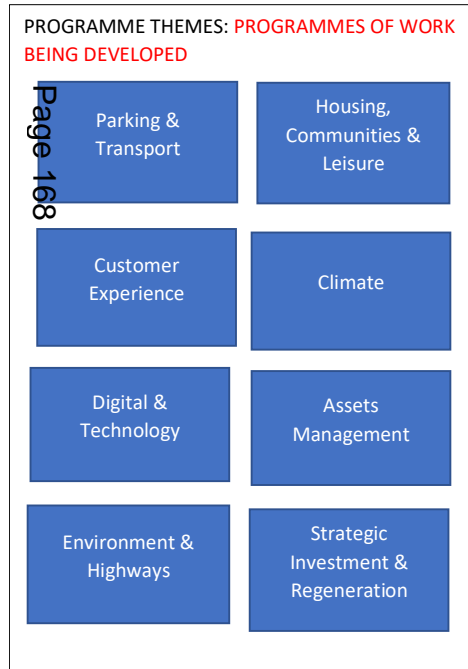 PROGRAMME THEMES: PROGRAMMES OF WORK
BEING DEVELOPED
Page 168
Parking &
Transport
Housing,
Communities &
Leisure
Customer
Experience
Climate
Digital &
Technology
Assets
Management
Environment &
Highways
Strategic
Investment &
Regeneration